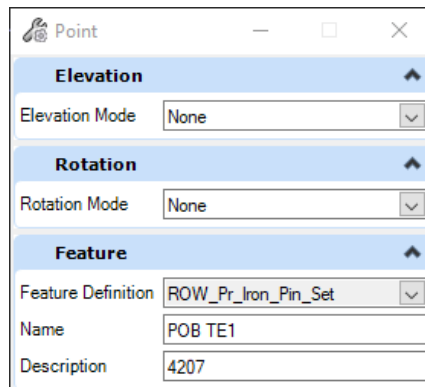 Point
Elevation
Elevation Mode None
Rotation
Rotation Mode None
Feature
Feature Definition ROW_Pr_Iron_Pin_Set
Name POB TE1
Description 4207